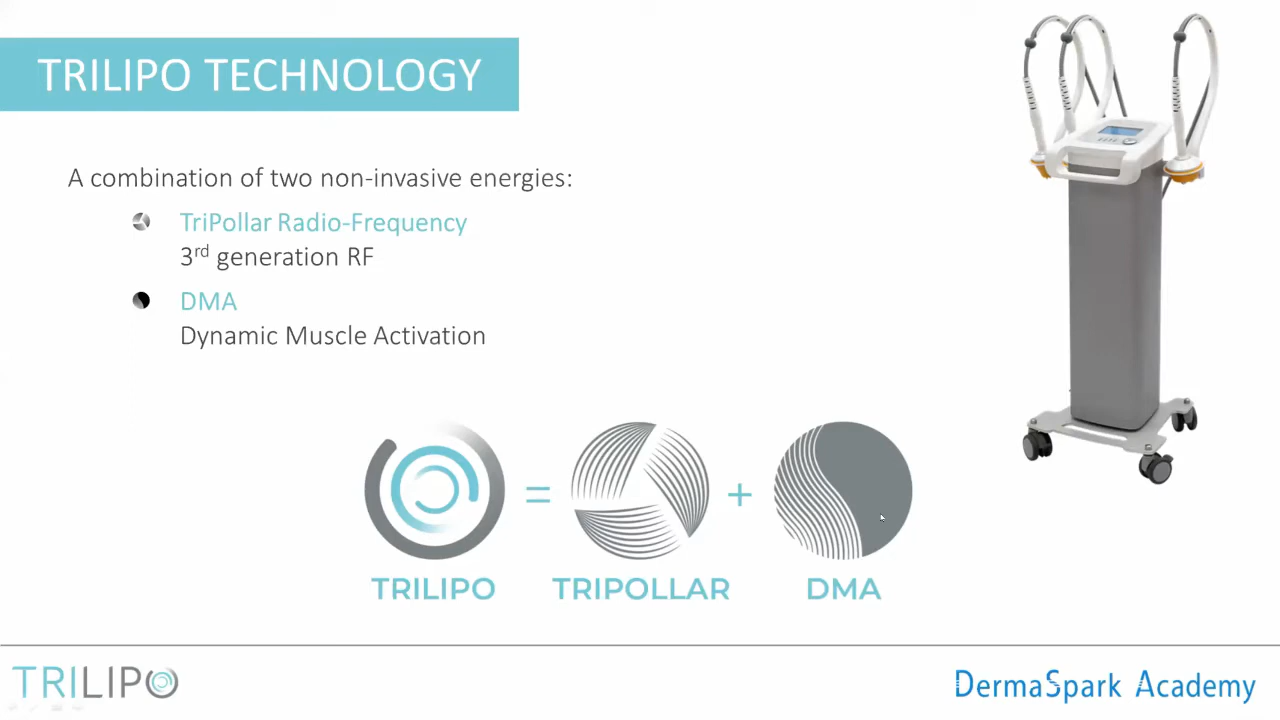 TRILIPO TECHNOLOGY
A combination of two non-invasive energies:
TriPollar Radio-Frequency
3rd generation RF
DMA
Dynamic Muscle Activation
= +
TRILIPO TRIPOLLAR DMA
TRILIPO DermaSpark Academy